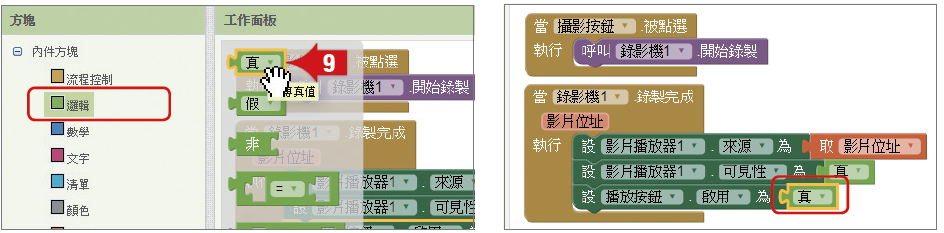 方塊
內件方塊
流程控制
邏輯
數學
文字
清單
顏色
工作面板
真
9
.被點選
傳真值
錄影機1 .開始錄製
假
.錄製完成
非
影片位址
=
影片播放器1 . 來源
影片播放器1 . 可見性
當 攝影按鈕 .被點選
執行 呼叫 錄影機1 .開始錄製
當 錄影機1 .錄製完成
影片位址
執行 設 影片播放器1 . 來源 為 取 影片位址
設 影片播放器1 . 可見性 為 真
設 播放按鈕 . 啟用 為 真